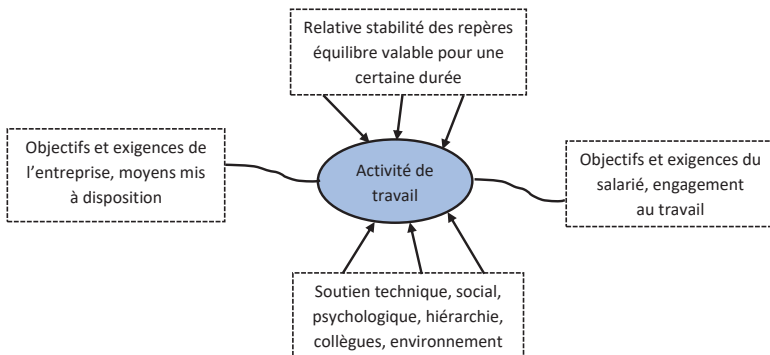 Relative stabilité des repères
équilibre valable pour une
certaine durée
Objectifs et exigences de
l’entreprise, moyens mis
à disposition
Activité de
travail
Objectifs et exigences du
salarié, engagement
au travail
Soutien technique, social,
psychologique, hiérarchie,
collègues, environnement